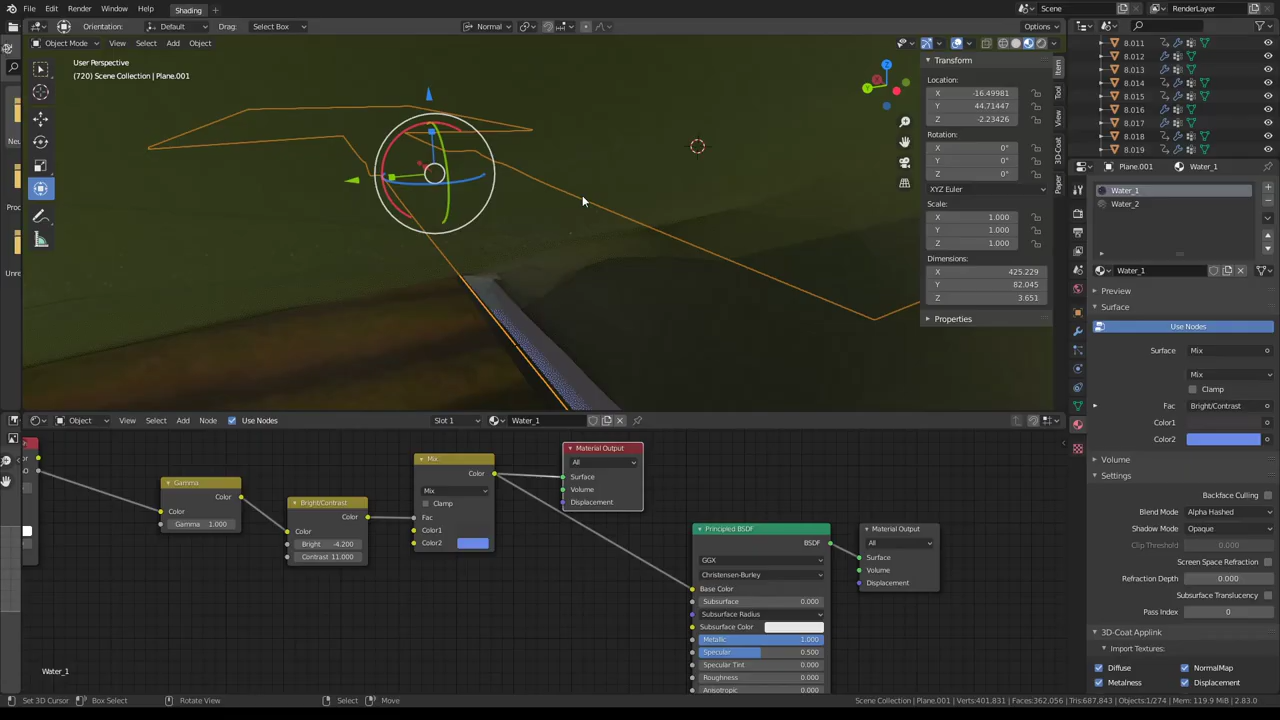 File Edit Render Window Help Shading + Scene RenderLayer
Orientation: Default Drag: Select Box Normal Options
Object Mode View Select Add Object
User Perspective
(720) Scene Collection | Plane.001
Transform
Location:
X -16.49981
Y 44.71447
Z -2.23426
Rotation:
X 0°
Y 0°
Z 0°
XYZ Euler
Scale:
X 1.000
Y 1.000
Z 1.000
Dimensions:
X 425.229
Y 82.045
Z 3.651
Properties
Item
Tool
View
3D-Coat
Paper
Z
Y
8.011
8.012
8.013
8.014
8.015
8.016
8.017
8.018
8.019
Plane.001 Water_1
Water_1
Water_2
Water_1
Preview
Surface
Use Nodes
Surface Mix
Mix
Clamp
Fac Bright/Contrast
Color1
Color2
Volume
Settings
Backface Culling
Blend Mode Alpha Hashed
Shadow Mode Opaque
Clip Threshold 0.000
Screen Space Refraction
Refraction Depth 0.000
Subsurface Translucency
Pass Index 0
3D-Coat Applink
Import Textures:
Diffuse NormalMap
Metalness Displacement
Object View Select Add Node Use Nodes Slot 1 Water_1
Gamma
Color
Color
Gamma 1.000
Bright/Contrast
Color
Color
Bright -4.200
Contrast 11.000
Mix
Color
Mix
Clamp
Fac
Color1
Color2
Material Output
All
Surface
Volume
Displacement
Principled BSDF
BSDF
GGX
Christensen-Burley
Base Color
Subsurface 0.000
Subsurface Radius
Subsurface Color
Metallic 1.000
Specular 0.500
Specular Tint 0.000
Roughness 0.000
Anisotropic 0.000
Material Output
All
Surface
Volume
Displacement
Water_1
Set 3D Cursor Box Select Rotate View Select Move
Scene Collection | Plane.001 | Verts:401,831 | Faces:362,056 | Tris:687,843 | Objects:1/274 | Mem: 119.9 MiB | 2.83.0